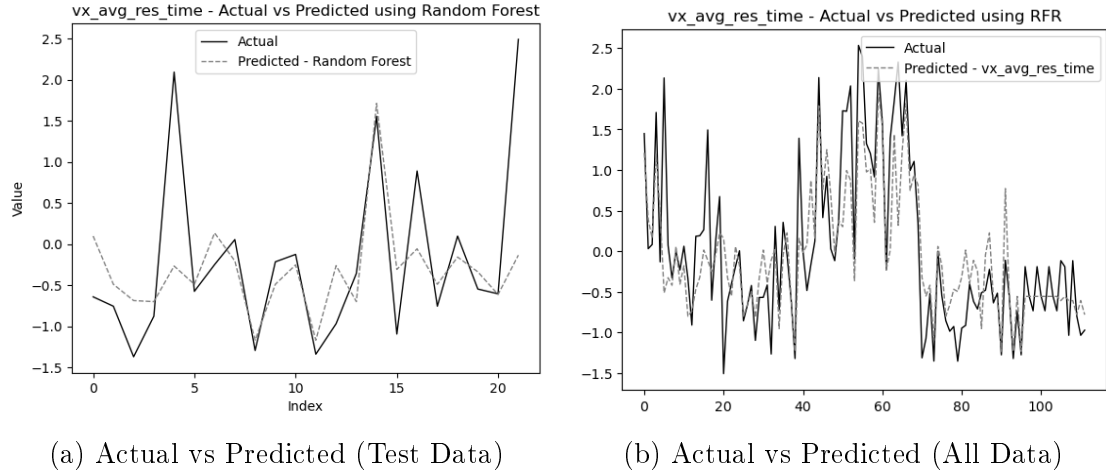 vx_avg_res_time - Actual vs Predicted using Random Forest
Actual
Predicted - Random Forest
2.5
2.0
1.5
1.0
0.5
0.0
−0.5
−1.0
−1.5
Value
0 5 10 15 20
Index
(a) Actual vs Predicted (Test Data)
vx_avg_res_time - Actual vs Predicted using RFR
Actual
Predicted - vx_avg_res_time
2.5
2.0
1.5
1.0
0.5
0.0
−0.5
−1.0
−1.5
0 20 40 60 80 100
(b) Actual vs Predicted (All Data)